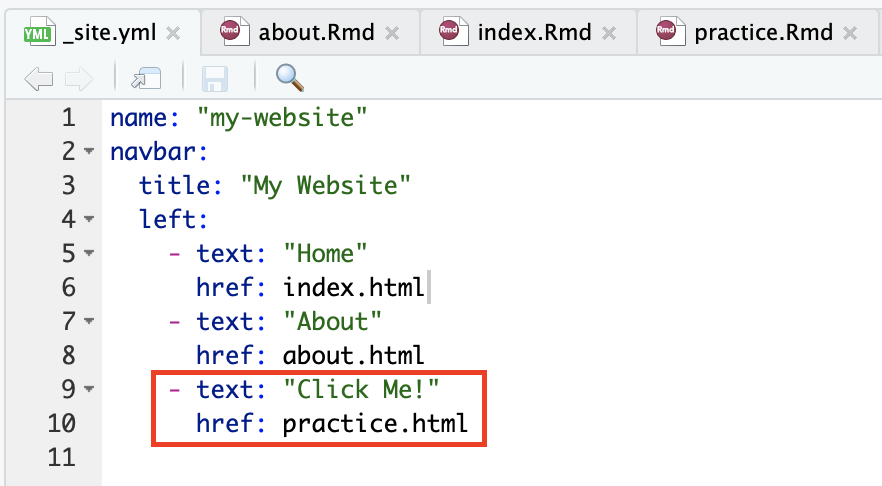 YML _site.yml × Rmd about.Rmd × Rmd index.Rmd × Rmd practice.Rmd ×
1 name: "my-website"
2 navbar:
3   title: "My Website"
4   left:
5     - text: "Home"
6       href: index.html
7     - text: "About"
8       href: about.html
9     - text: "Click Me!"
10       href: practice.html
11